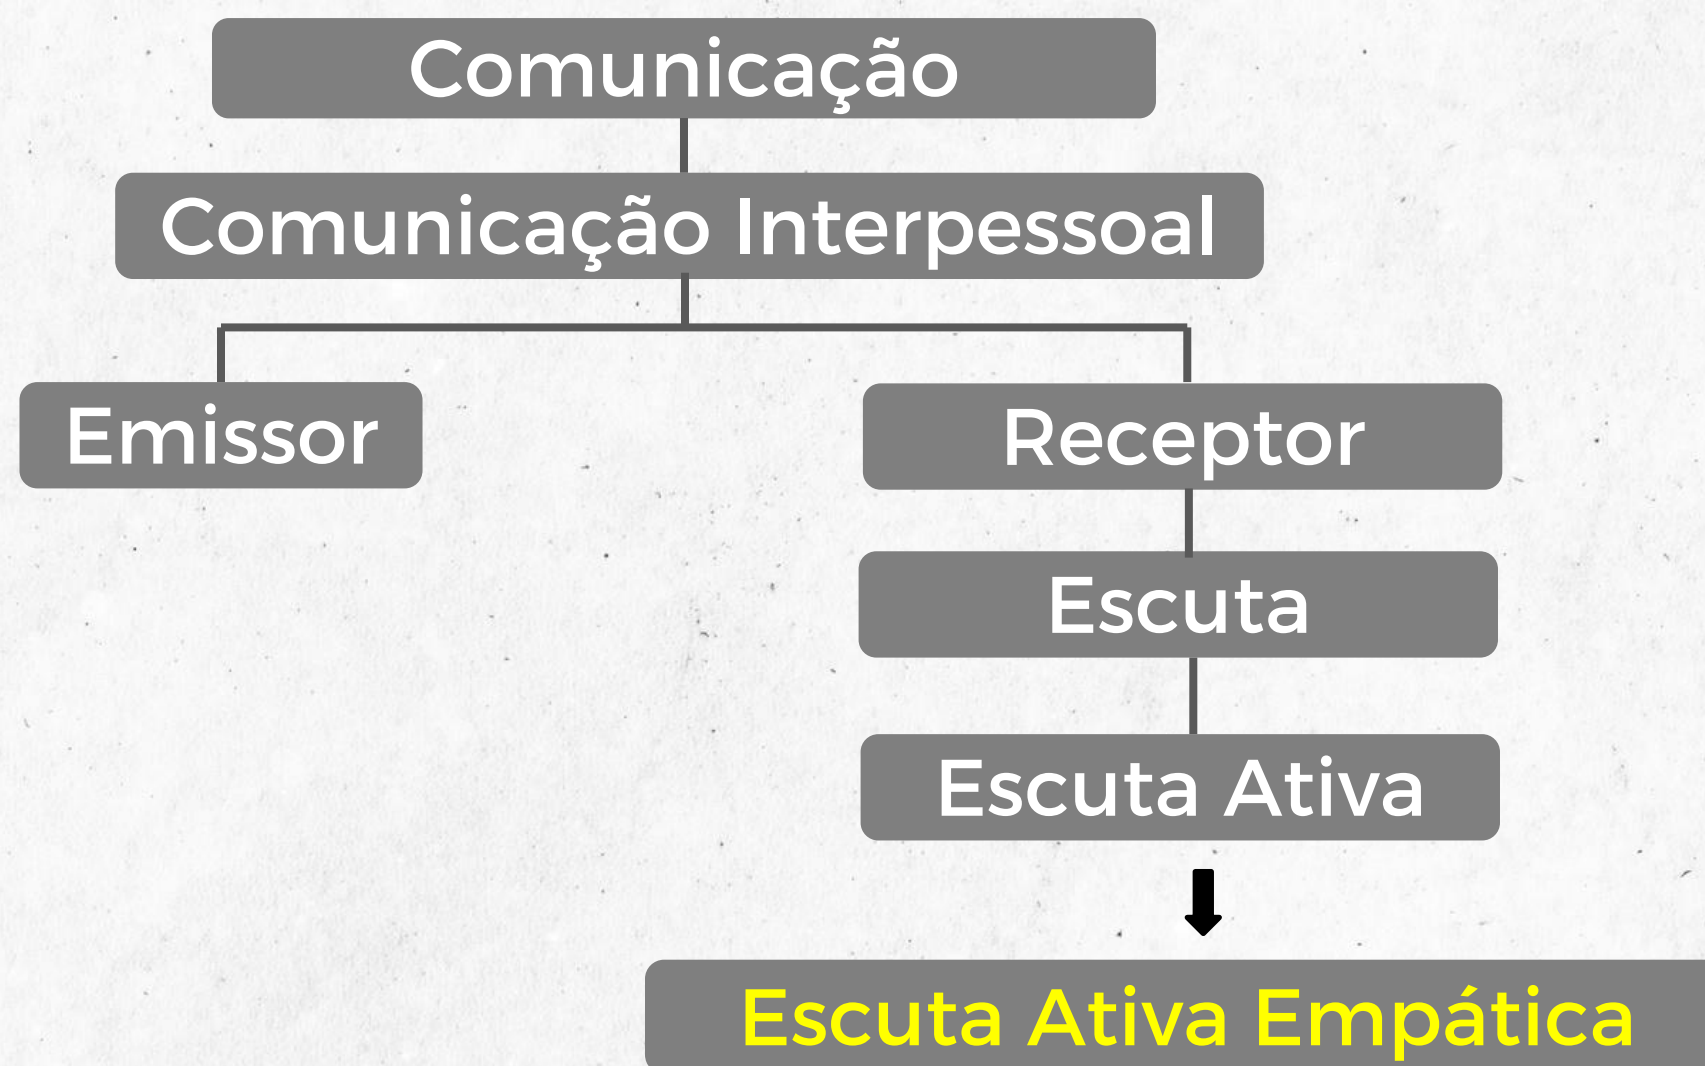 Comunicação
Comunicação Interpessoal
Emissor
Receptor
Escuta
Escuta Ativa
Escuta Ativa Empática